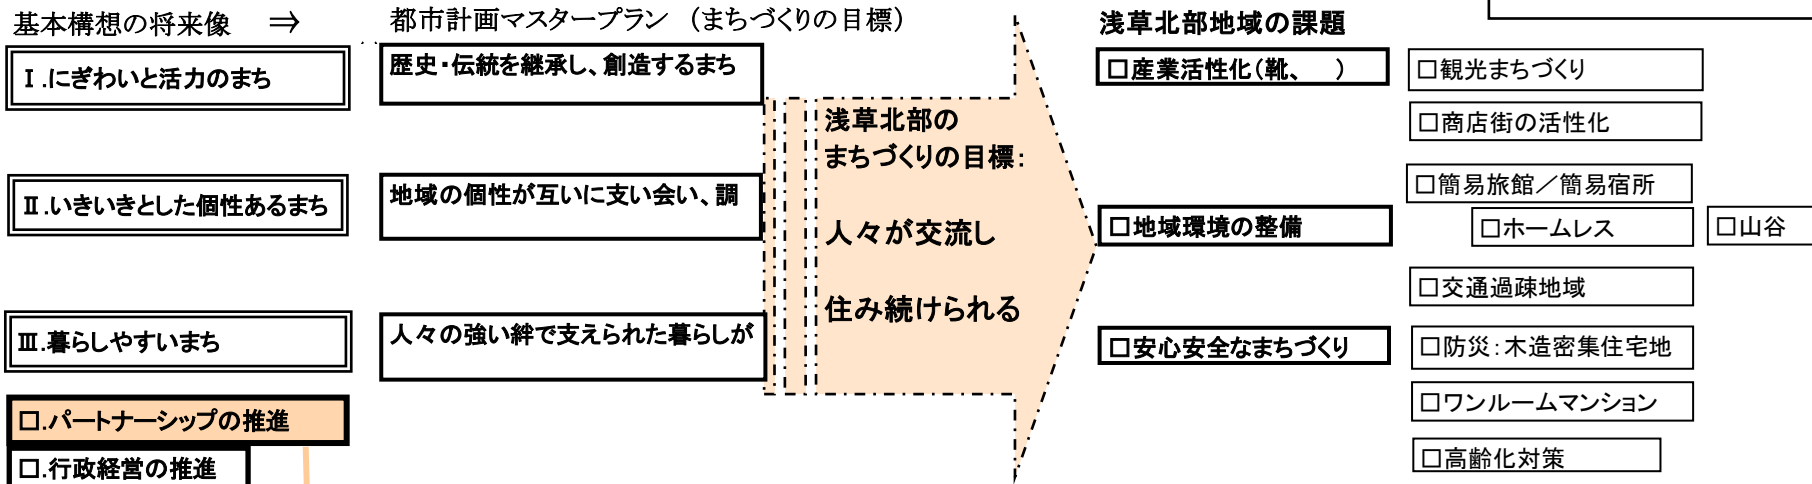 基本構想の将来像 ⇒
都市計画マスタープラン (まちづくりの目標)
浅草北部地域の課題
Ⅰ.にぎわいと活力のまち
歴史・伝統を継承し、創造するまち
□産業活性化(靴、　)
□観光まちづくり
□商店街の活性化
浅草北部の
まちづくりの目標:
人々が交流し
住み続けられる
Ⅱ.いきいきとした個性あるまち
地域の個性が互いに支い会い、調
□地域環境の整備
□簡易旅館／簡易宿所
□ホームレス
□山谷
□交通過疎地域
Ⅲ.暮らしやすいまち
人々の強い絆で支えられた暮らしが
□安心安全なまちづくり
□防災:木造密集住宅地
□ワンルームマンション
□高齢化対策
□.パートナーシップの推進
□.行政経営の推進